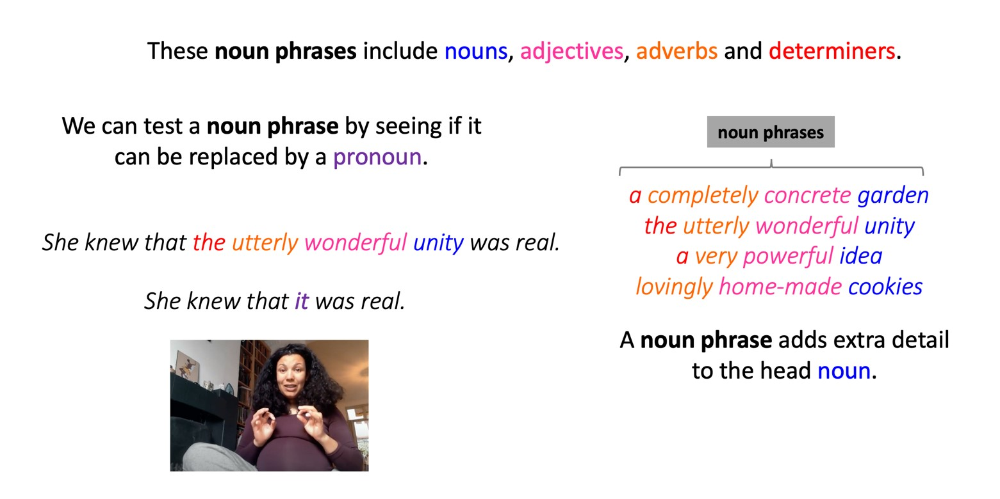 These noun phrases include nouns, adjectives, adverbs and determiners.
We can test a noun phrase by seeing if it
can be replaced by a pronoun.
She knew that the utterly wonderful unity was real.
She knew that it was real.
noun phrases
a completely concrete garden
the utterly wonderful unity
a very powerful idea
lovingly home-made cookies
A noun phrase adds extra detail
to the head noun.